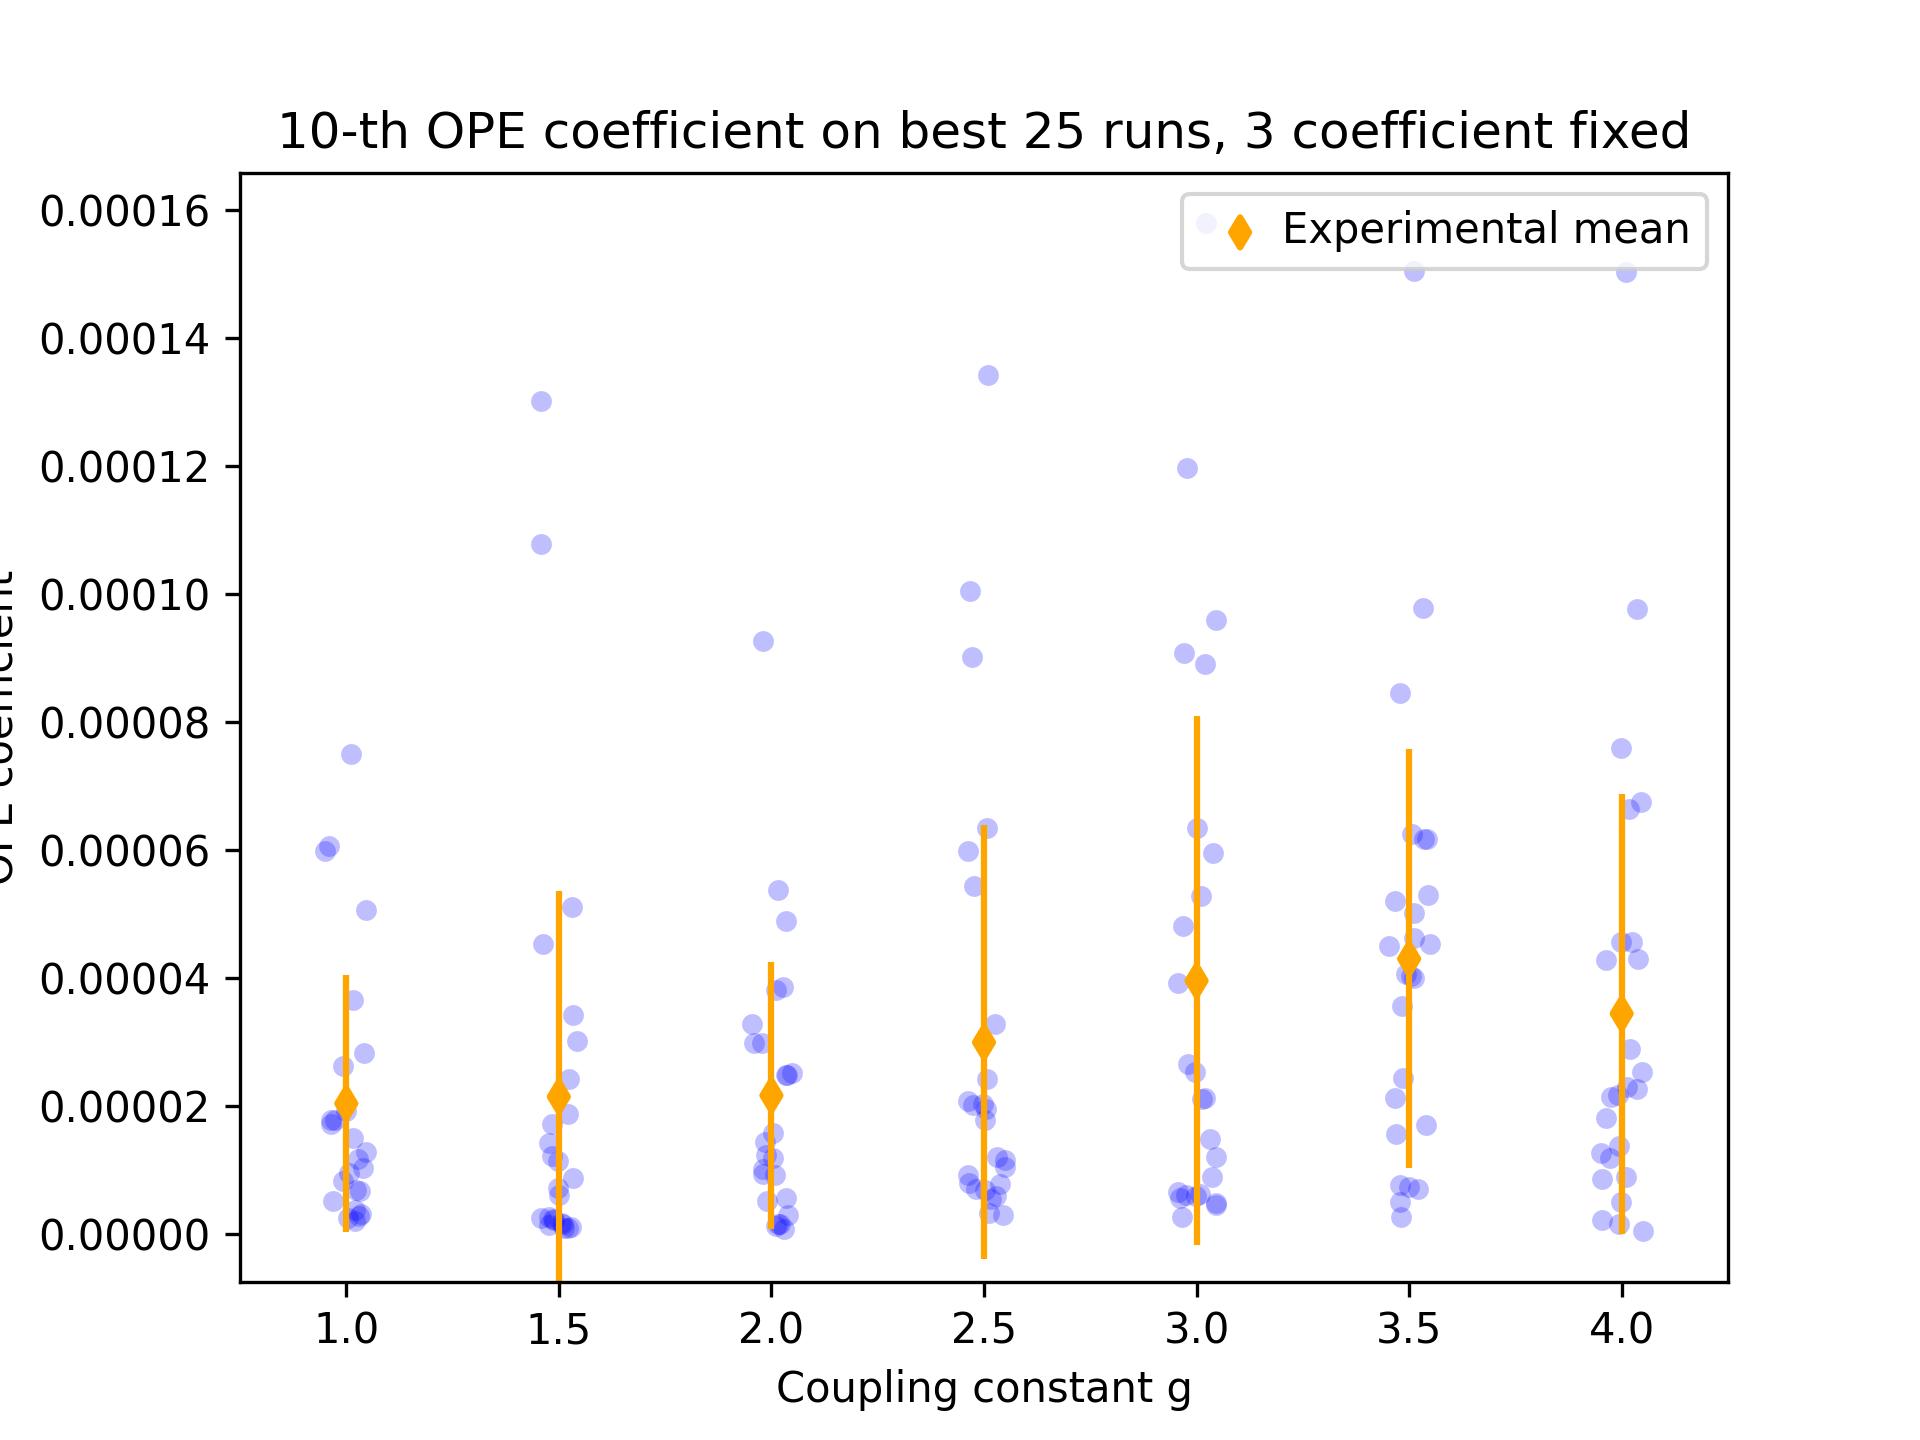 10-th OPE coefficient on best 25 runs, 3 coefficient fixed
Experimental mean
0.00016
0.00014
0.00012
0.00010
0.00008
0.00006
0.00004
0.00002
0.00000
OPE coefficient
1.0 1.5 2.0 2.5 3.0 3.5 4.0
Coupling constant g